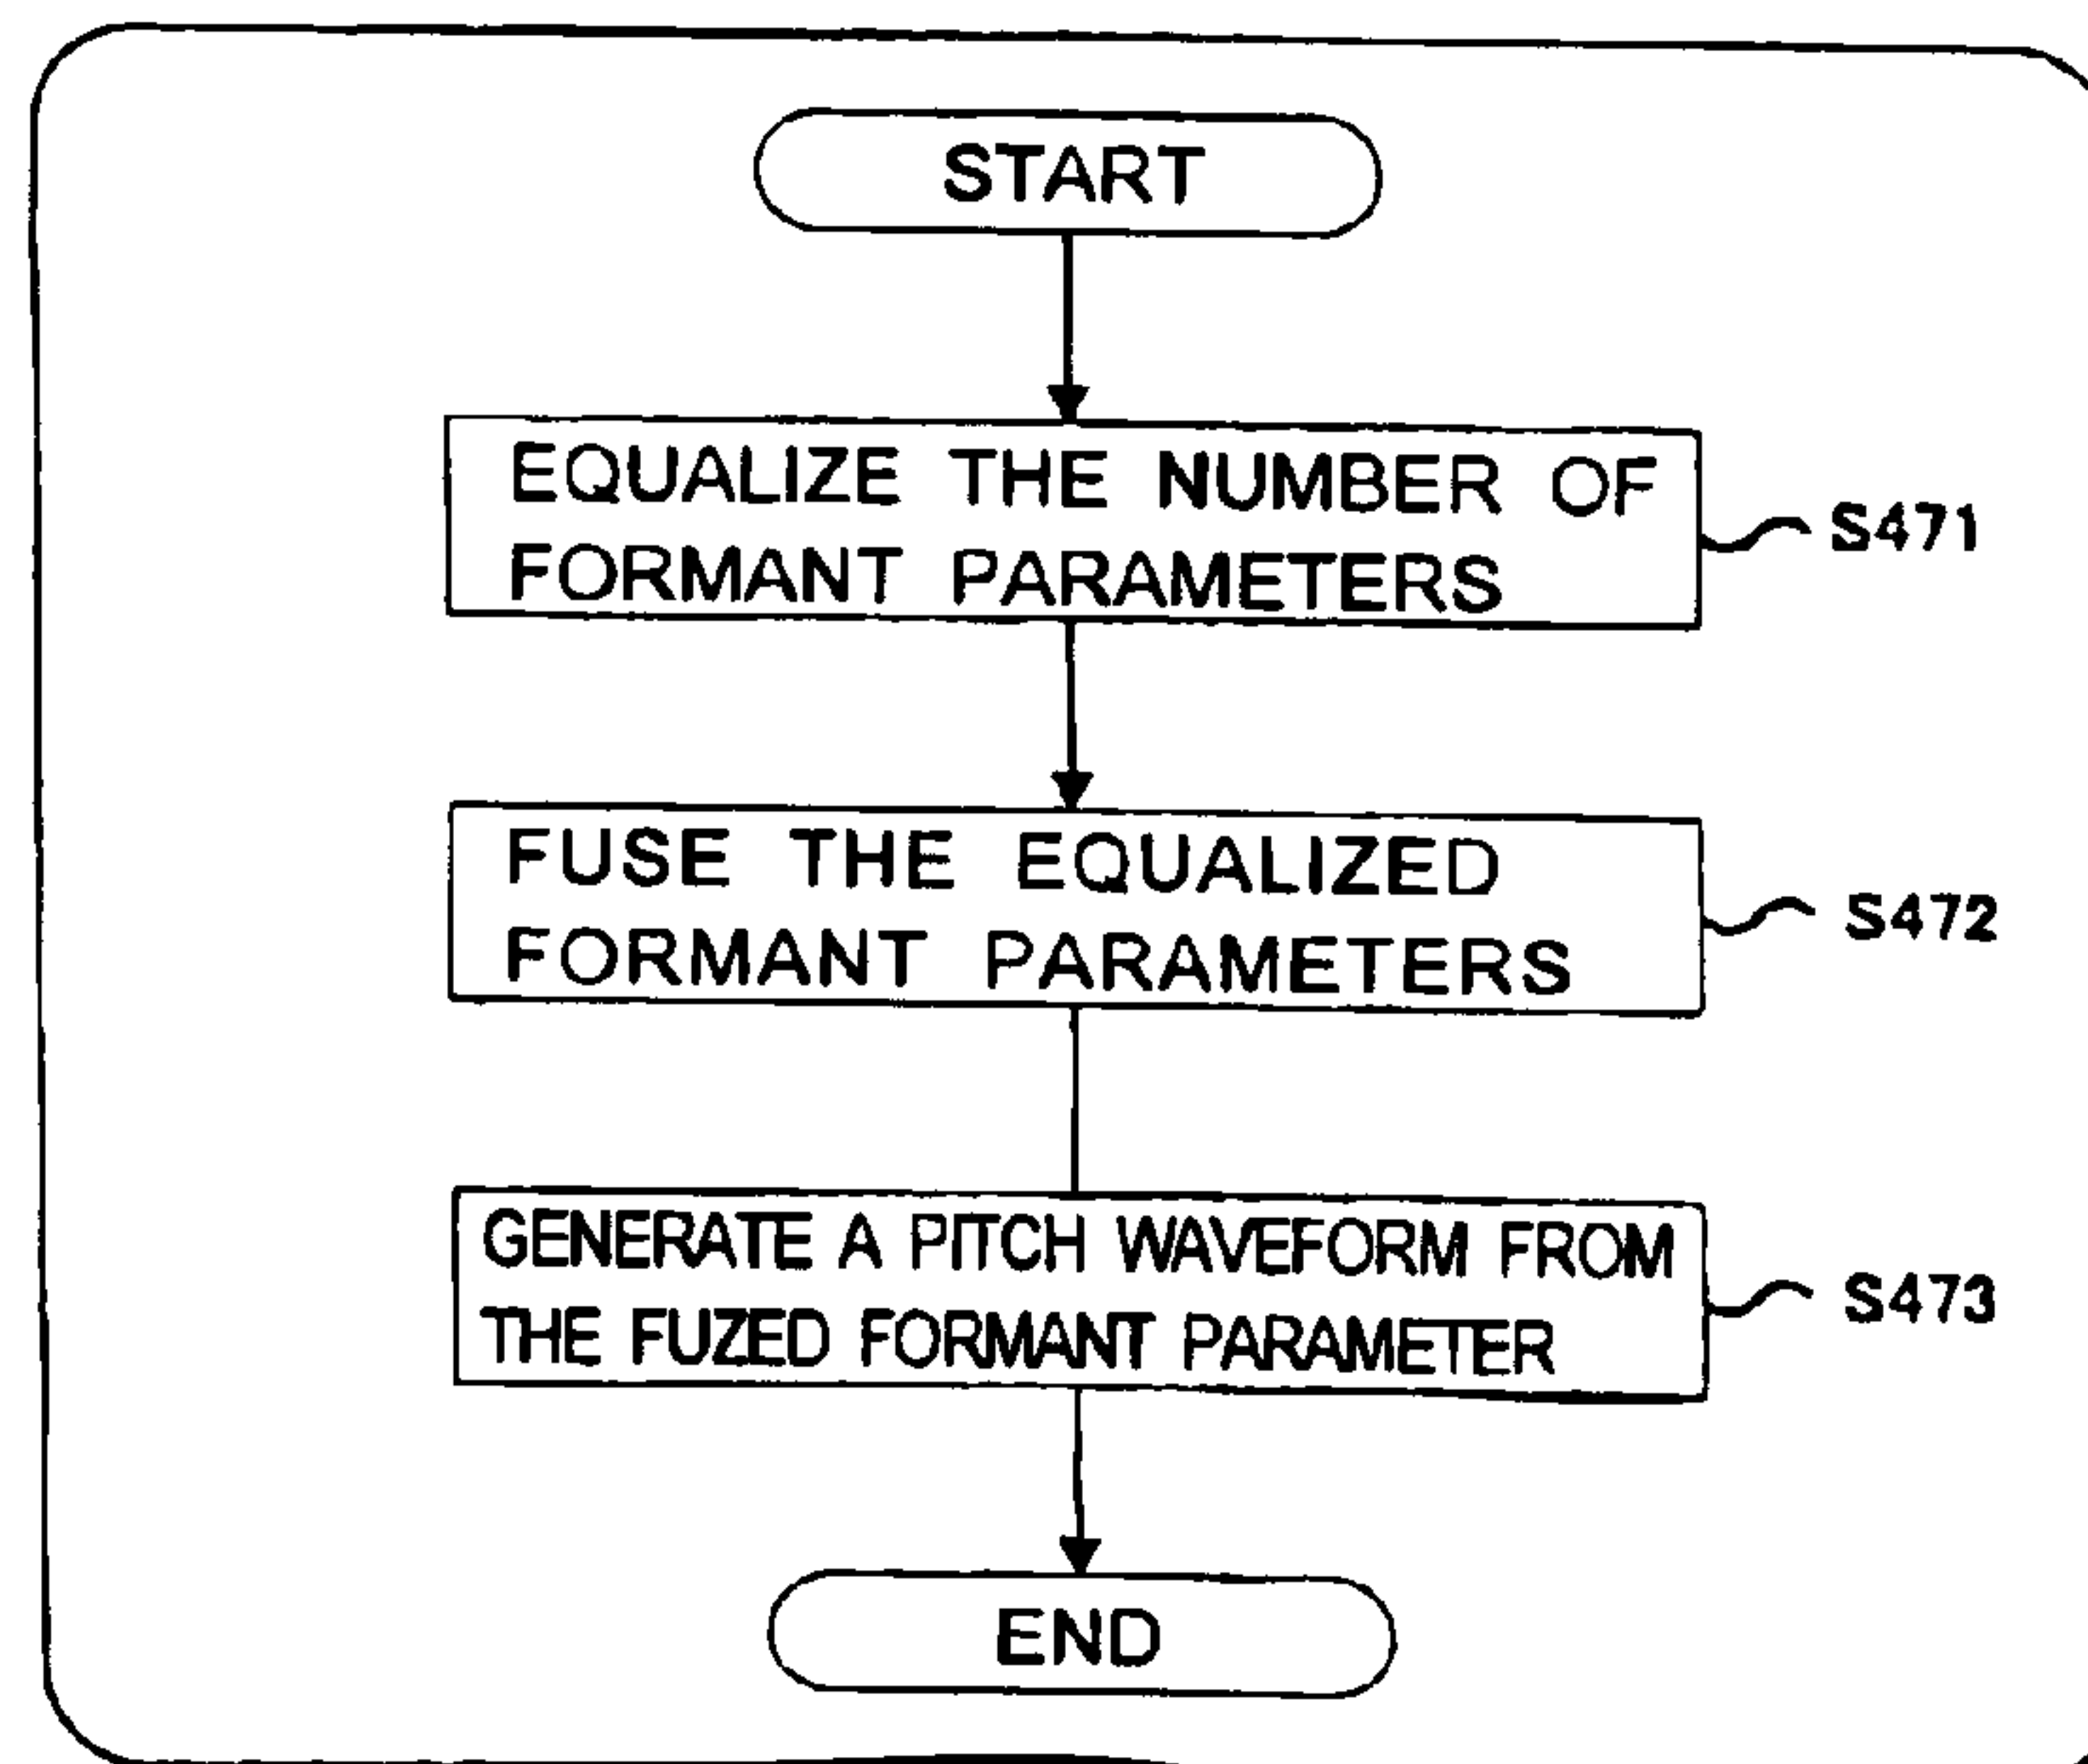 START
EQUALIZE THE NUMBER OF
FORMANT PARAMETERS
S471
FUSE THE EQUALIZED
FORMANT PARAMETERS
S472
GENERATE A PITCH WAVEFORM FROM
THE FUZED FORMANT PARAMETER
S473
END